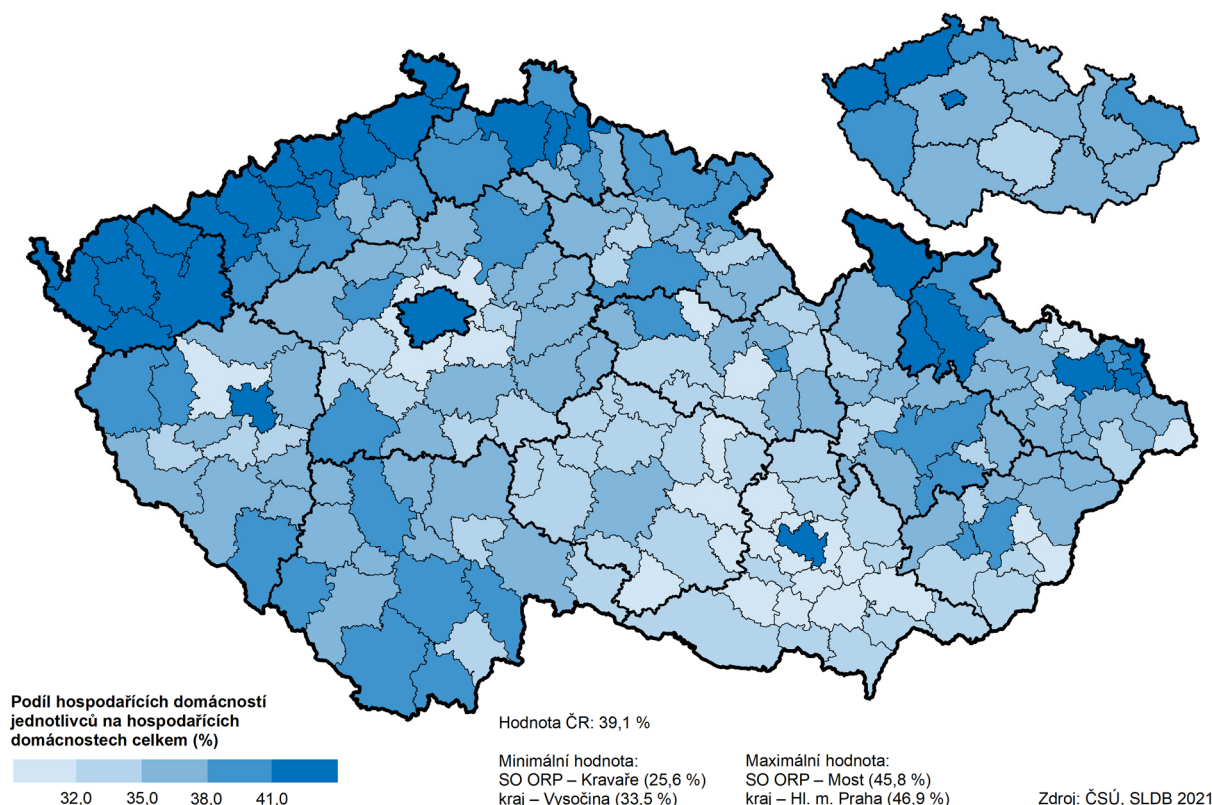 Podíl hospodařících domácností
jednotlivců na hospodařících
domácnostech celkem (%)
32.0 35.0 38.0 41.0
Hodnota ČR: 39,1 %
Minimální hodnota:
SO ORP – Kravaře (25,6 %)
kraj – Vysočina (33.5 %)
Maximální hodnota:
SO ORP – Most (45,8 %)
kraj – Hl. m. Praha (46,9 %)
Zdroj: ČSÚ, SLDB 2021